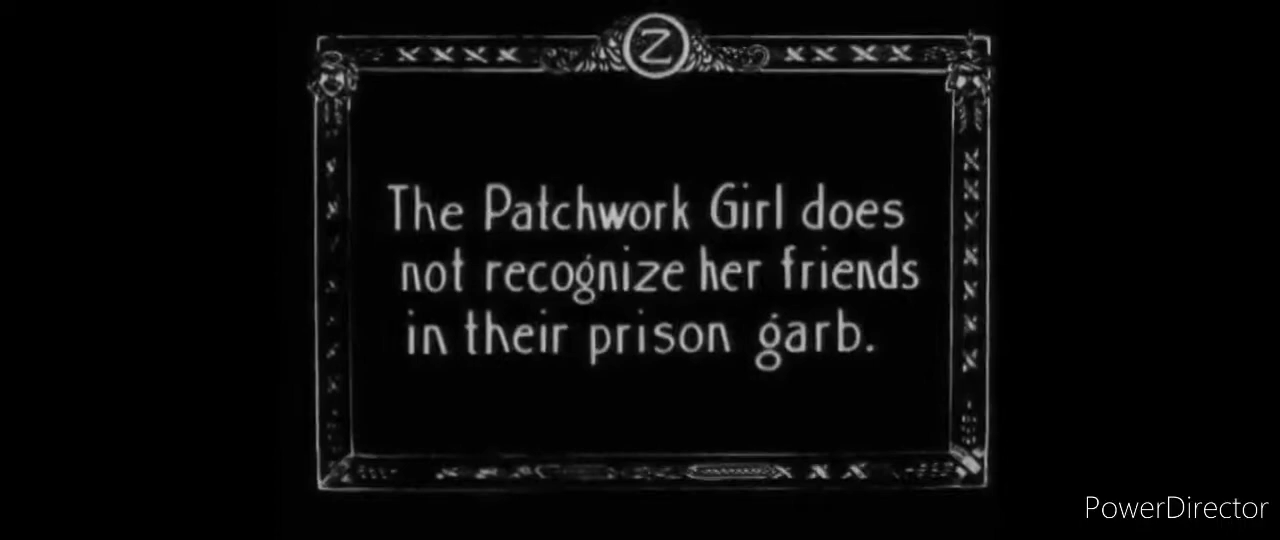 Z
The Patchwork Girl does
not recognize her friends
in their prison garb.
PowerDirector